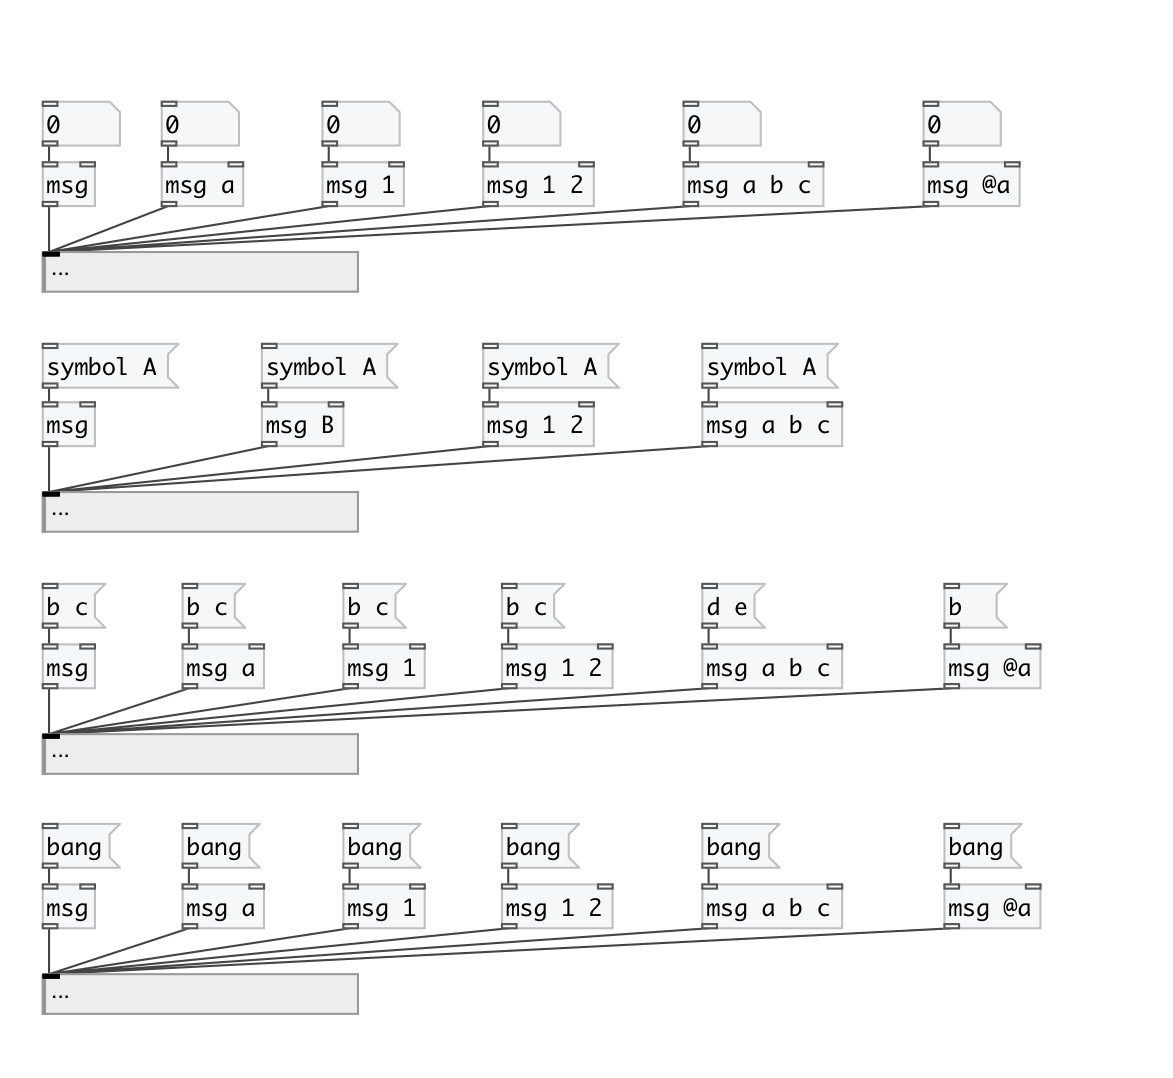 0 0 0 0 0 0
msg msg a msg 1 msg 1 2 msg a b c msg @a
...
symbol A symbol A symbol A symbol A
msg msg B msg 1 2 msg a b c
...
b c b c b c b c d e b
msg msg a msg 1 msg 1 2 msg a b c msg @a
...
bang bang bang bang bang bang
msg msg a msg 1 msg 1 2 msg a b c msg @a
...